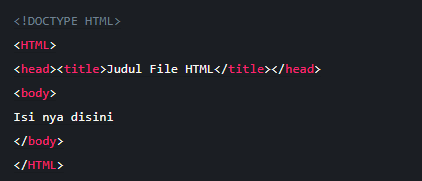 <!DOCTYPE HTML>
<HTML>
<head><title>Judul File HTML</title></head>
<body>
Isi nya disini
</body>
</HTML>